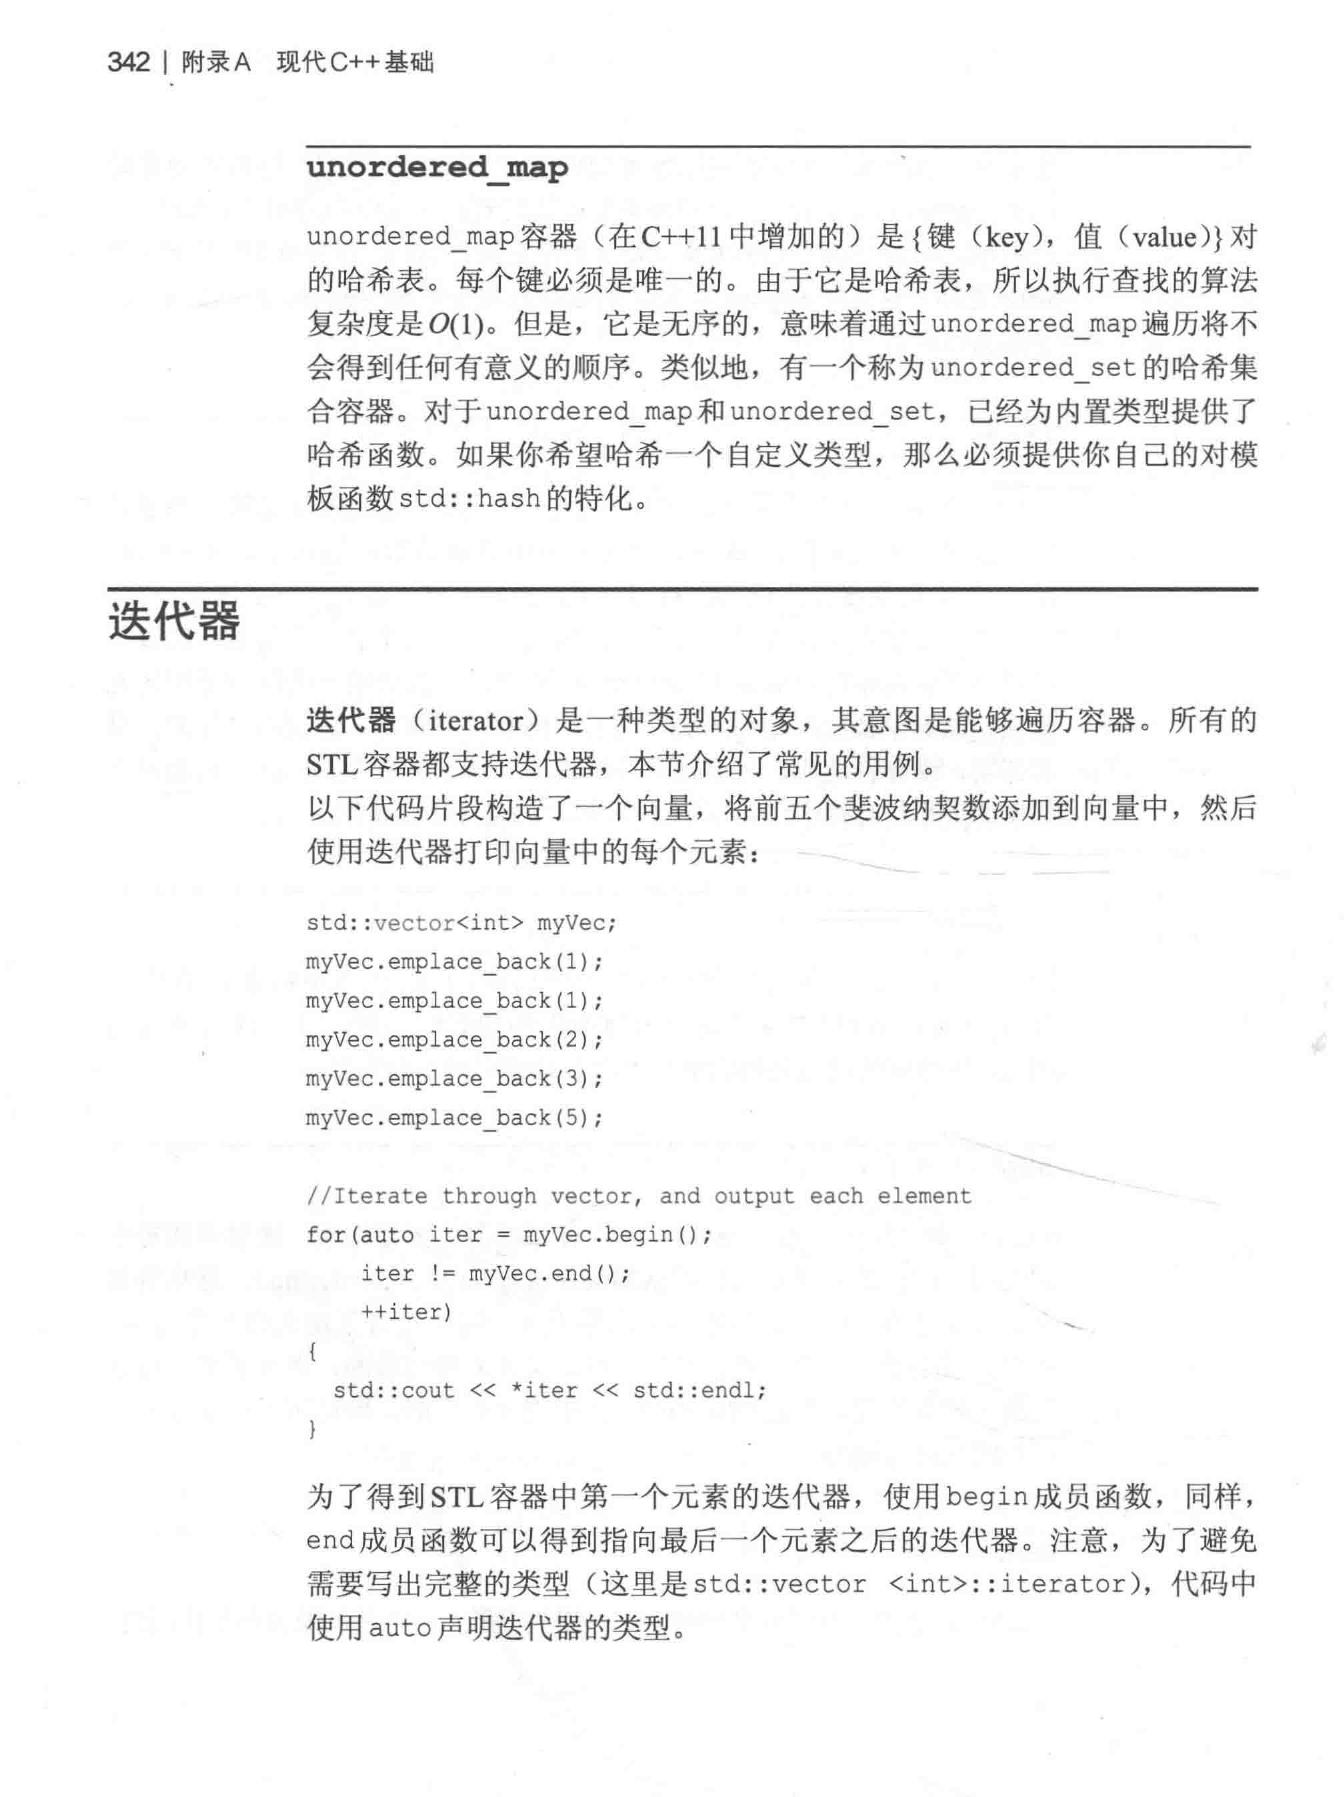 342 | 附录A 现代C++基础
unordered_map
unordered_map容器（在C++11中增加的）是{键（key），值（value）}对
的哈希表。每个键必须是唯一的。由于它是哈希表，所以执行查找的算法
复杂度是O(1)。但是，它是无序的，意味着通过unordered_map遍历将不
会得到任何有意义的顺序。类似地，有一个称为unordered_set的哈希集
合容器。对于unordered_map和unordered_set，已经为内置类型提供了
哈希函数。如果你希望哈希一个自定义类型，那么必须提供你自己的对模
板函数std::hash的特化。
迭代器
迭代器（iterator）是一种类型的对象，其意图是能够遍历容器。所有的
STL容器都支持迭代器，本节介绍了常见的用例。
以下代码片段构造了一个向量，将前五个斐波纳契数添加到向量中，然后
使用迭代器打印向量中的每个元素：
std::vector<int> myVec;
myVec.emplace_back(1);
myVec.emplace_back(1);
myVec.emplace_back(2);
myVec.emplace_back(3);
myVec.emplace_back(5);
//Iterate through vector, and output each element
for(auto iter = myVec.begin();
iter != myVec.end();
++iter)
{
std::cout << *iter << std::endl;
}
为了得到STL容器中第一个元素的迭代器，使用begin成员函数，同样，
end成员函数可以得到指向最后一个元素之后的迭代器。注意，为了避免
需要写出完整的类型（这里是std::vector <int>::iterator），代码中
使用auto声明迭代器的类型。